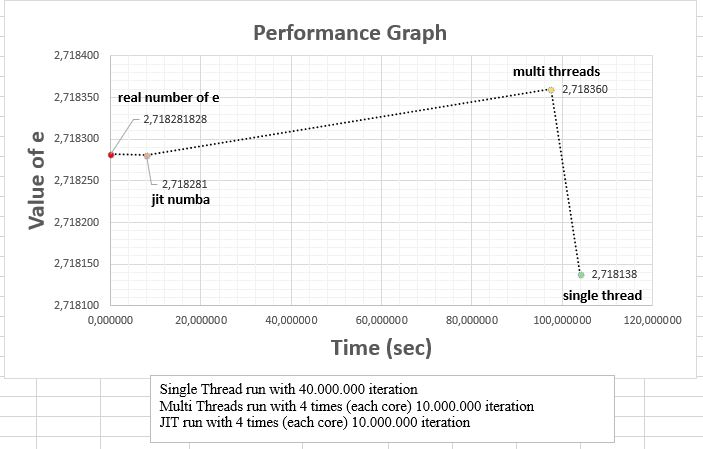 Performance Graph
2,718400
2,718350
2,718300
2,718250
2,718200
2,718150
2,718100
Value of e
real number of e
2,718281828
2,718281
jit numba
multi thrreads
2,718360
2,718138
single thread
0,000000 20,000000 40,000000 60,000000 80,000000 100,000000 120,000000
Time (sec)
Single Thread run with 40.000.000 iteration
Multi Threads run with 4 times (each core) 10.000.000 iteration
JIT run with 4 times (each core) 10.000.000 iteration